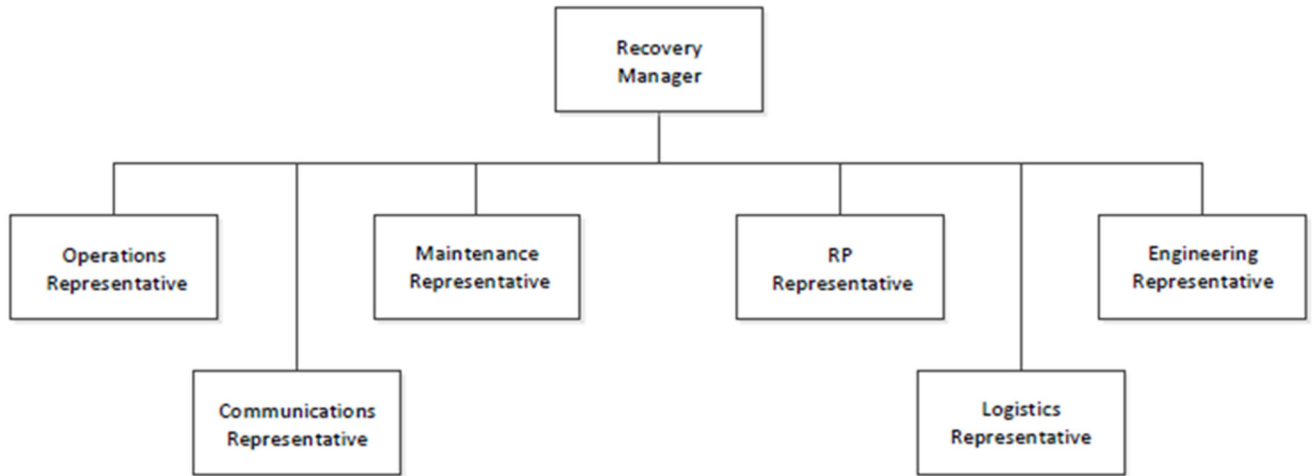 Recovery
Manager
Operations
Representative
Maintenance
Representative
RP
Representative
Engineering
Representative
Communications
Representative
Logistics
Representative